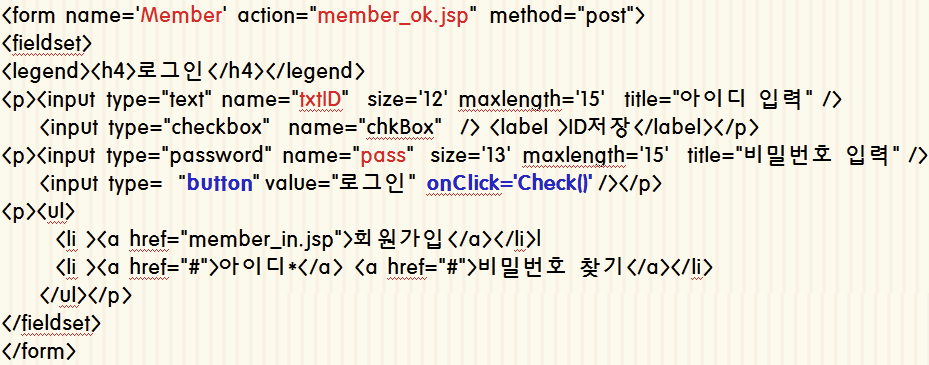 <form name='Member' action="member_ok.jsp" method="post">
<fieldset>
<legend><h4>로그인</h4></legend>
<p><input type="text" name="txtID" size='12' maxlength='15' title="아이디 입력" />
<input type="checkbox" name="chkBox" /> <label >ID저장</label></p>
<p><input type="password" name="pass" size='13' maxlength='15' title="비밀번호 입력" />
<input type= "button" value="로그인" onClick='Check()' /></p>
<p><ul>
<li ><a href="member_in.jsp">회원가입</a></li>|
<li ><a href="#">아이디*</a> <a href="#">비밀번호 찾기</a></li>
</ul></p>
</fieldset>
</form>